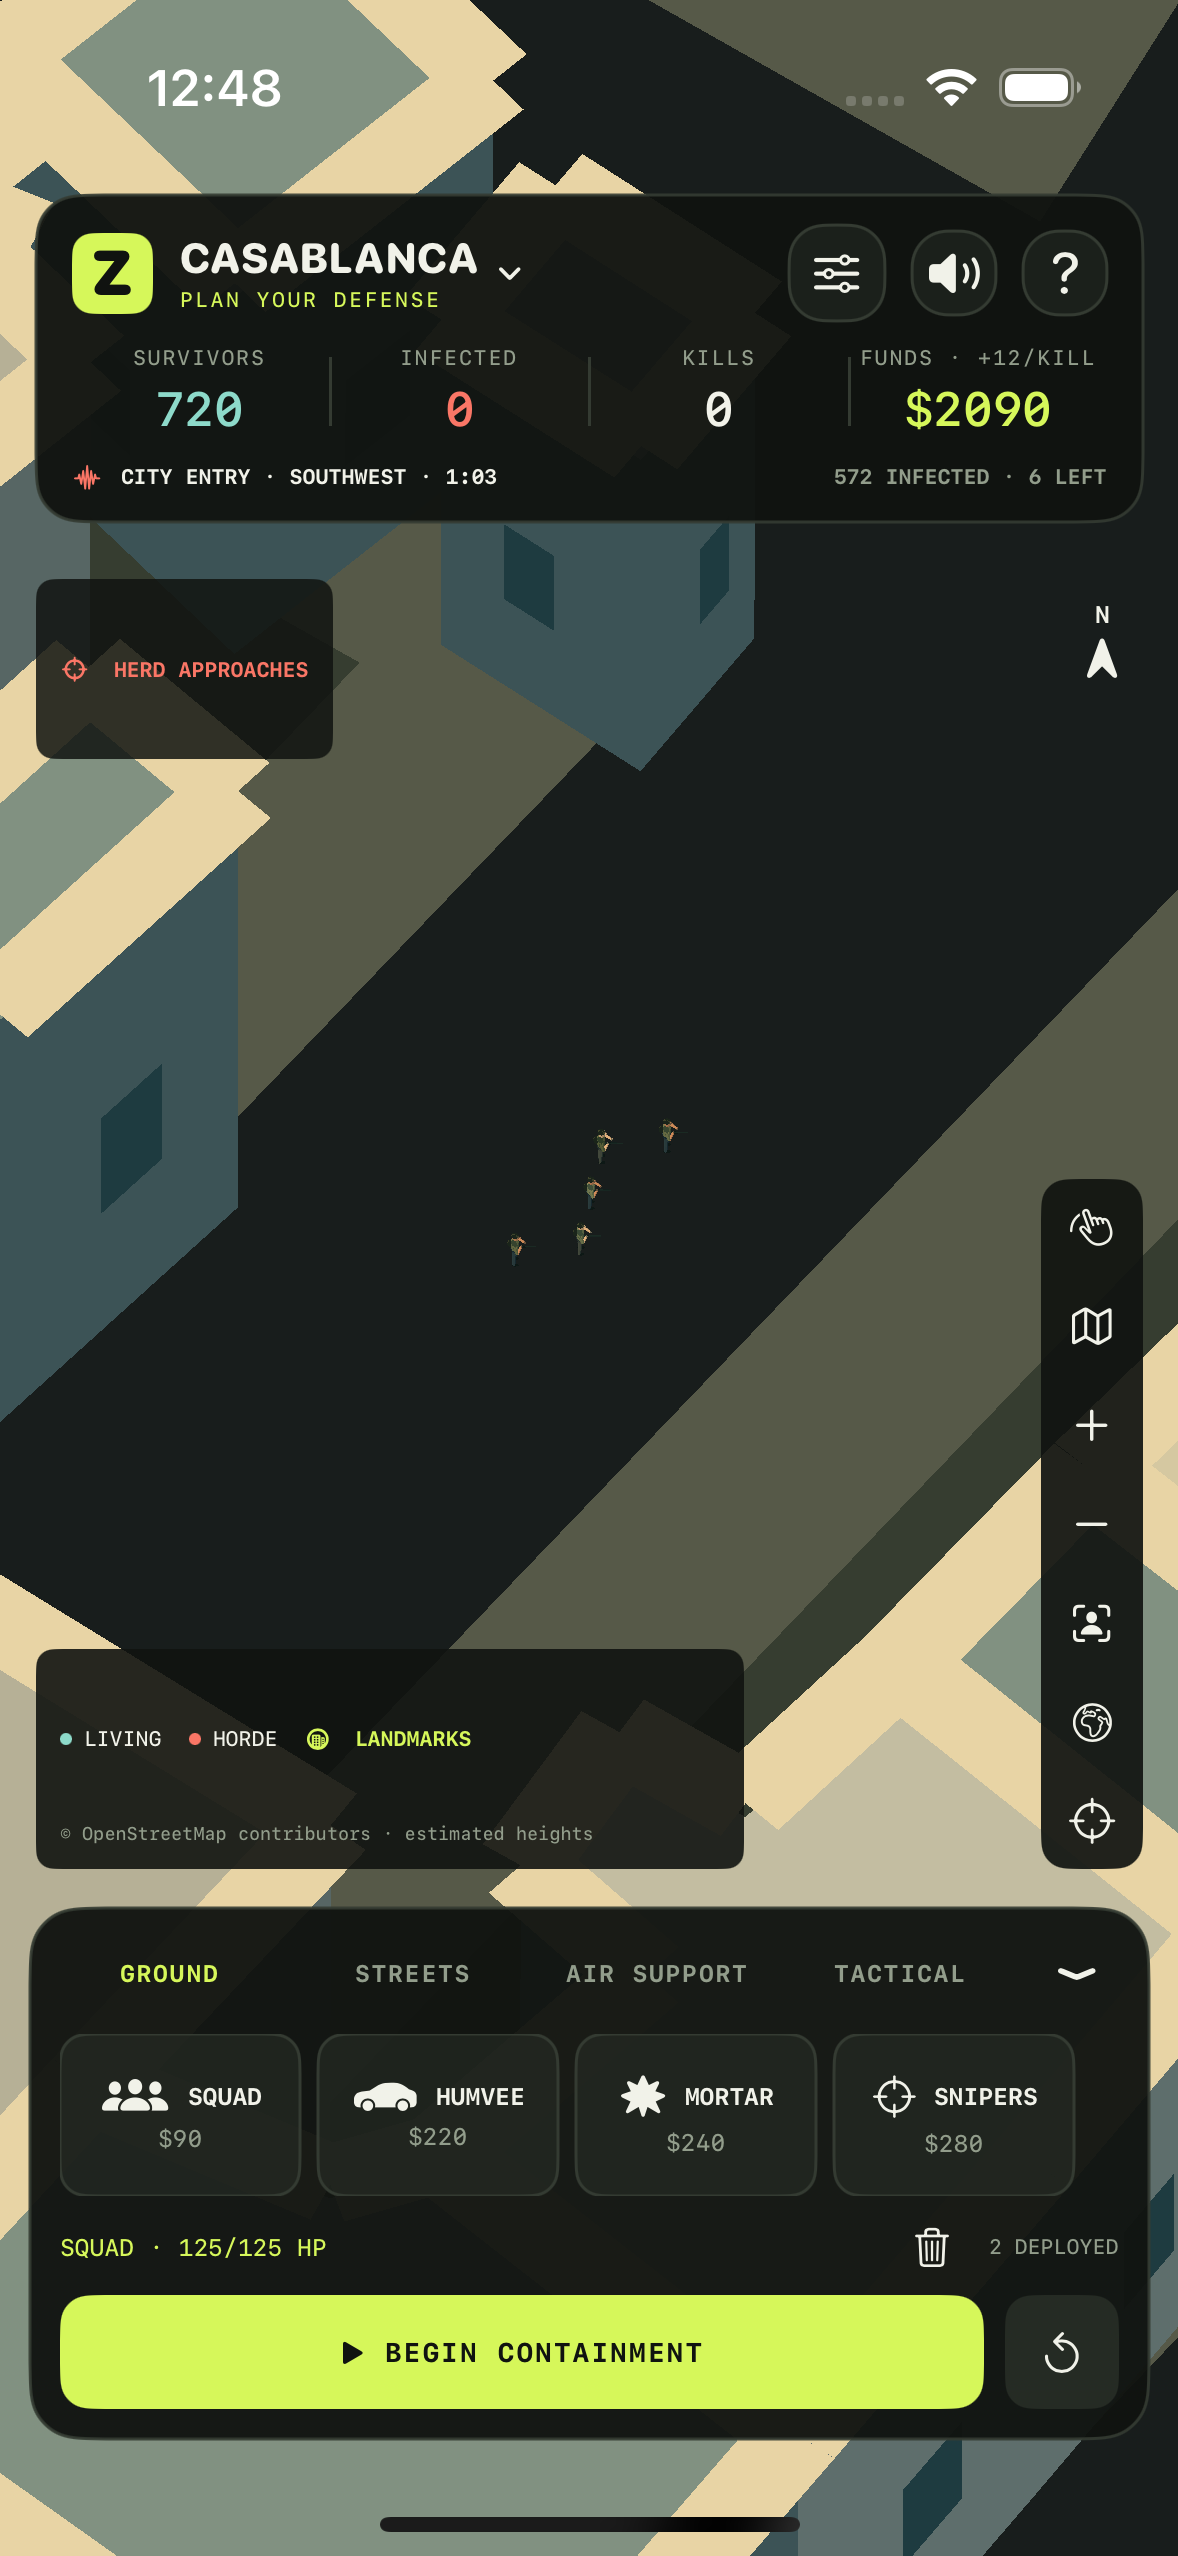 12:48
Z
CASABLANCA
PLAN YOUR DEFENSE
?
SURVIVORS
INFECTED
KILLS
FUNDS · +12/KILL
720
0
0
$2090
CITY ENTRY · SOUTHWEST · 1:03
572 INFECTED · 6 LEFT
HERD APPROACHES
N
LIVING
HORDE
LANDMARKS
© OpenStreetMap contributors · estimated heights
GROUND
STREETS
AIR SUPPORT
TACTICAL
SQUAD
$90
HUMVEE
$220
MORTAR
$240
SNIPERS
$280
SQUAD · 125/125 HP
2 DEPLOYED
BEGIN CONTAINMENT